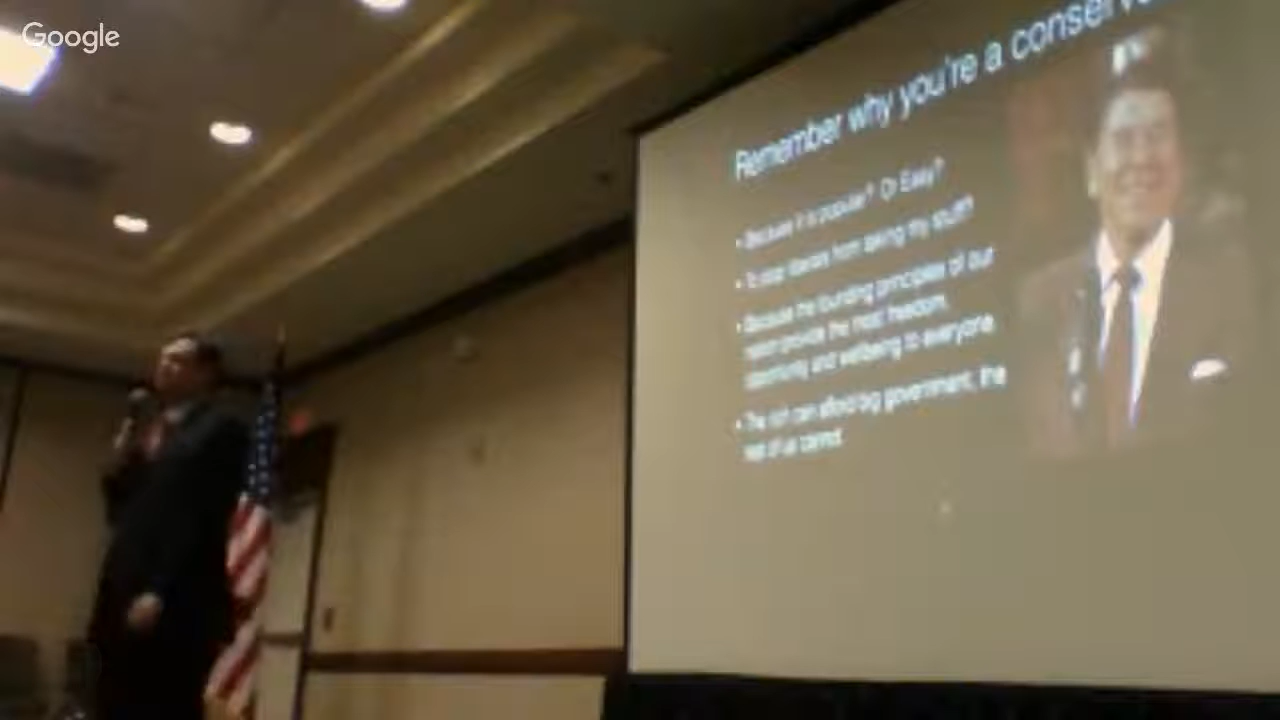 Google
Remember why you're a conserva
• Because it is popular? Or Easy?
• To stop liberals from taking my stuff?
• Because the founding principles of our
nation provide the most freedom,
opportunity and wellbeing to everyone
• The rich can afford big government, the
rest of us cannot